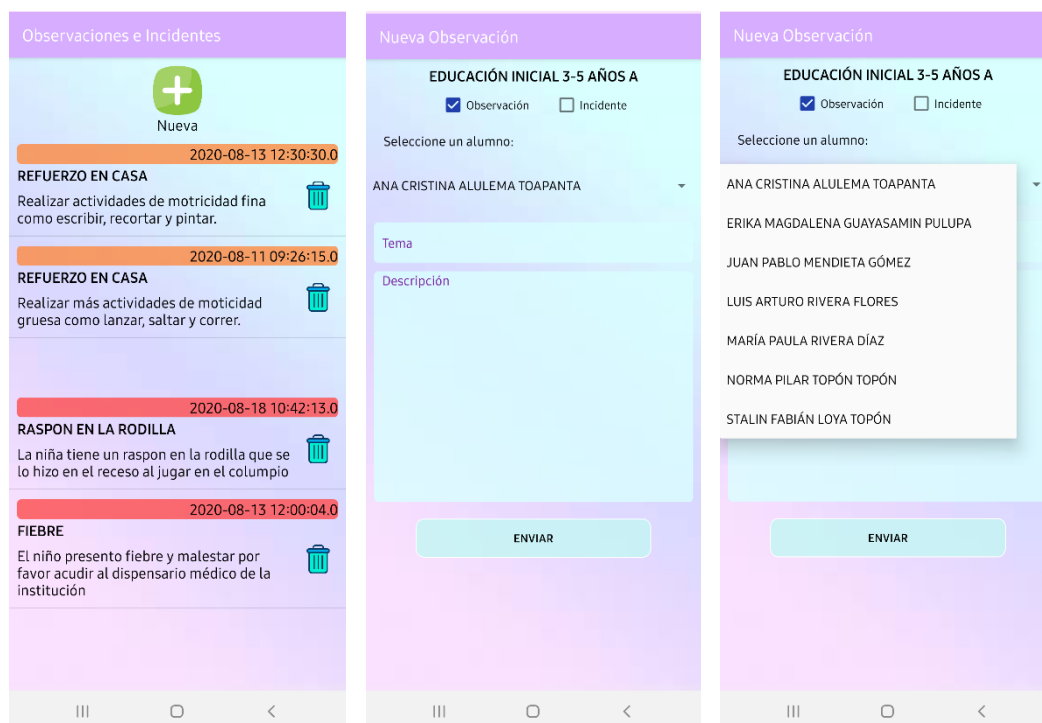 Observaciones e Incidentes
Nueva
2020-08-13 12:30:30.0
REFUERZO EN CASA
Realizar actividades de motricidad fina
como escribir, recortar y pintar.
2020-08-11 09:26:15.0
REFUERZO EN CASA
Realizar más actividades de moticidad
gruesa como lanzar, saltar y correr.
2020-08-18 10:42:13.0
RASPON EN LA RODILLA
La niña tiene un raspon en la rodilla que se
lo hizo en el receso al jugar en el columpio
2020-08-13 12:00:04.0
FIEBRE
El niño presento fiebre y malestar por
favor acudir al dispensario médico de la
institución
Nueva Observación
EDUCACIÓN INICIAL 3-5 AÑOS A
Observación Incidente
Seleccione un alumno:
ANA CRISTINA ALULEMA TOAPANTA
Tema
Descripción
ENVIAR
Nueva Observación
EDUCACIÓN INICIAL 3-5 AÑOS A
Observación Incidente
Seleccione un alumno:
ANA CRISTINA ALULEMA TOAPANTA
ERIKA MAGDALENA GUAYASAMIN PULUPA
JUAN PABLO MENDIETA GÓMEZ
LUIS ARTURO RIVERA FLORES
MARÍA PAULA RIVERA DÍAZ
NORMA PILAR TOPÓN TOPÓN
STALIN FABIÁN LOYA TOPÓN
ENVIAR